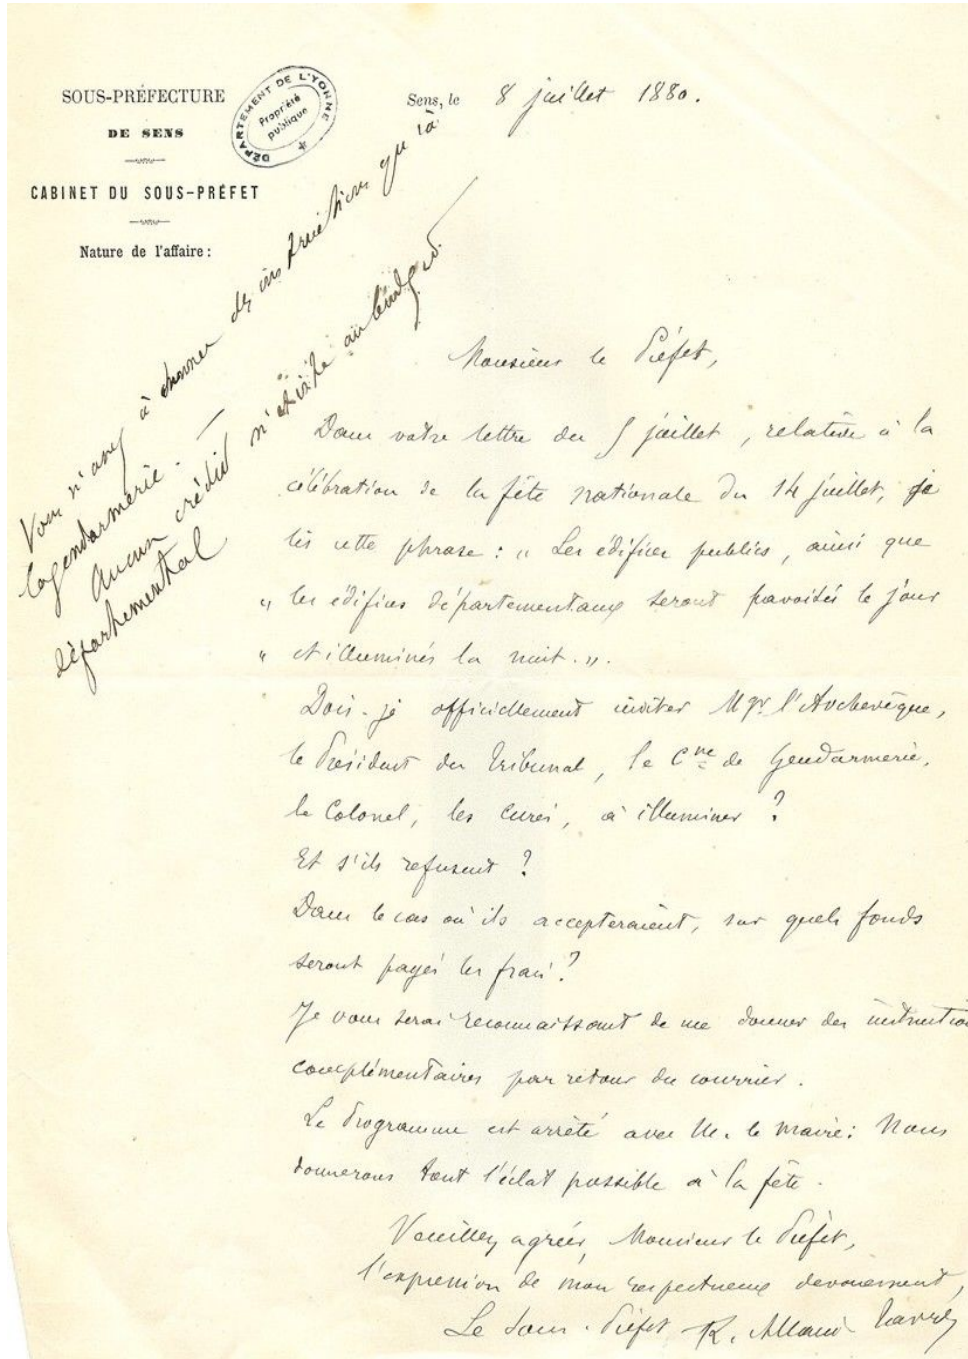 SOUS-PRÉFECTURE
DE SENS
CABINET DU SOUS-PRÉFET
Nature de l'affaire :
DÉPARTEMENT DE L'YONNE
Propriété
publique
Sens, le 8 juillet 1880.
Vous n'avez à donner des instructions qu'à
la gendarmerie. —
Aucun crédit n'existe au budget
départemental
Monsieur le Préfet,
Dans votre lettre du 5 juillet, relative à la
célébration de la fête nationale du 14 juillet, je
lis cette phrase : „ Les édifices publics, ainsi que
„ les édifices départementaux seront pavoisés le jour
„ et illuminés la nuit. „.
Dois-je officiellement inviter Mgr l'Archevêque,
le Président du Tribunal, le Cne de Gendarmerie,
le Colonel, les curés, à illuminer ?
Et s'ils refusent ?
Dans le cas où ils accepteraient, sur quels fonds
seront payés les frais ?
Je vous serai reconnaissant de me donner des instructions
complémentaires par retour du courrier.
Le Programme est arrêté avec M. le Maire : Nous
donnerons tout l'éclat possible à la fête.
Veuillez agréer, Monsieur le Préfet,
l'expression de mon respectueux dévouement,
Le Sous-Préfet R. Allain